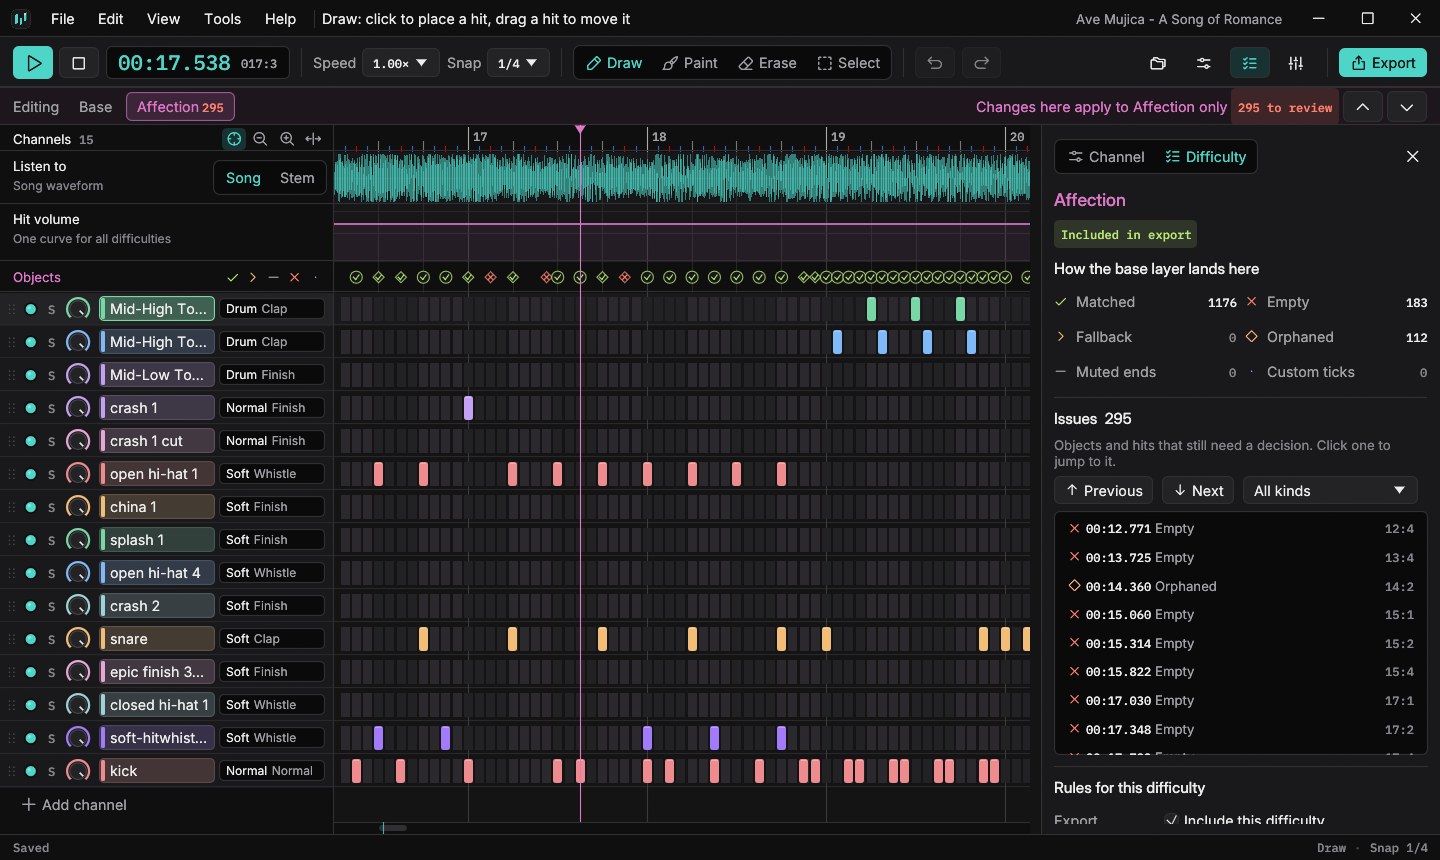 File Edit View Tools Help Draw: click to place a hit, drag a hit to move it Ave Mujica - A Song of Romance
00:17.538 017:3 Speed 1.00× Snap 1/4 Draw Paint Erase Select Export
Editing Base Affection 295 Changes here apply to Affection only 295 to review
Channels 15
17 18 19 20
Listen to
Song waveform
Song Stem
Hit volume
One curve for all difficulties
Objects
S Mid-High To... Drum Clap
S Mid-High To... Drum Clap
S Mid-Low To... Drum Finish
S crash 1 Normal Finish
S crash 1 cut Normal Finish
S open hi-hat 1 Soft Whistle
S china 1 Soft Finish
S splash 1 Soft Finish
S open hi-hat 4 Soft Whistle
S crash 2 Soft Finish
S snare Soft Clap
S epic finish 3... Soft Finish
S closed hi-hat 1 Soft Whistle
S soft-hitwhist... Soft Whistle
S kick Normal Normal
Add channel
Channel Difficulty
Affection
Included in export
How the base layer lands here
Matched 1176 Empty 183
Fallback 0 Orphaned 112
Muted ends 0 Custom ticks 0
Issues 295
Objects and hits that still need a decision. Click one to
jump to it.
Previous Next All kinds
00:12.771 Empty 12:4
00:13.725 Empty 13:4
00:14.360 Orphaned 14:2
00:15.060 Empty 15:1
00:15.314 Empty 15:2
00:15.822 Empty 15:4
00:17.030 Empty 17:1
00:17.348 Empty 17:2
Rules for this difficulty
Export Include this difficulty
Saved Draw · Snap 1/4